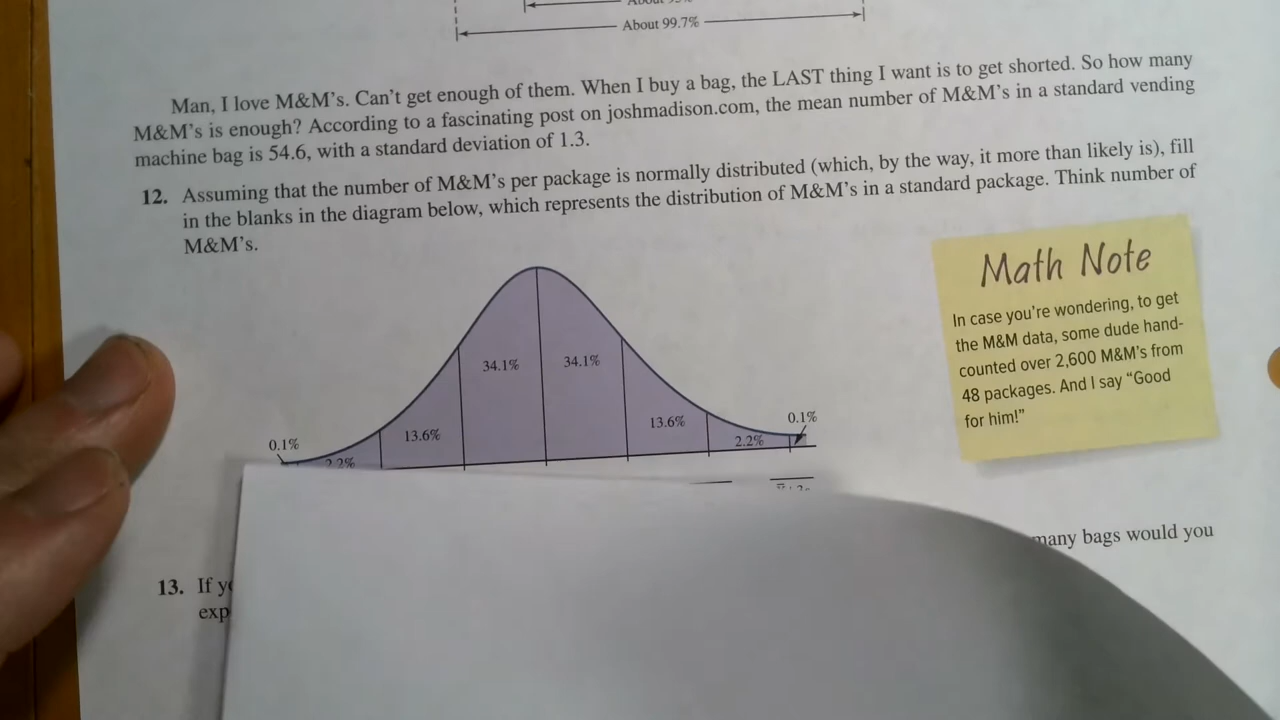 About 99.7%
Man, I love M&M's. Can't get enough of them. When I buy a bag, the LAST thing I want is to get shorted. So how many
M&M's is enough? According to a fascinating post on joshmadison.com, the mean number of M&M's in a standard vending
machine bag is 54.6, with a standard deviation of 1.3.
12. Assuming that the number of M&M's per package is normally distributed (which, by the way, it more than likely is), fill
in the blanks in the diagram below, which represents the distribution of M&M's in a standard package. Think number of
M&M's.
34.1% 34.1%
13.6% 13.6%
0.1% 2.2% 2.2% 0.1%
Math Note
In case you're wondering, to get
the M&M data, some dude hand-
counted over 2,600 M&M's from
48 packages. And I say "Good
for him!"
many bags would you
13. If